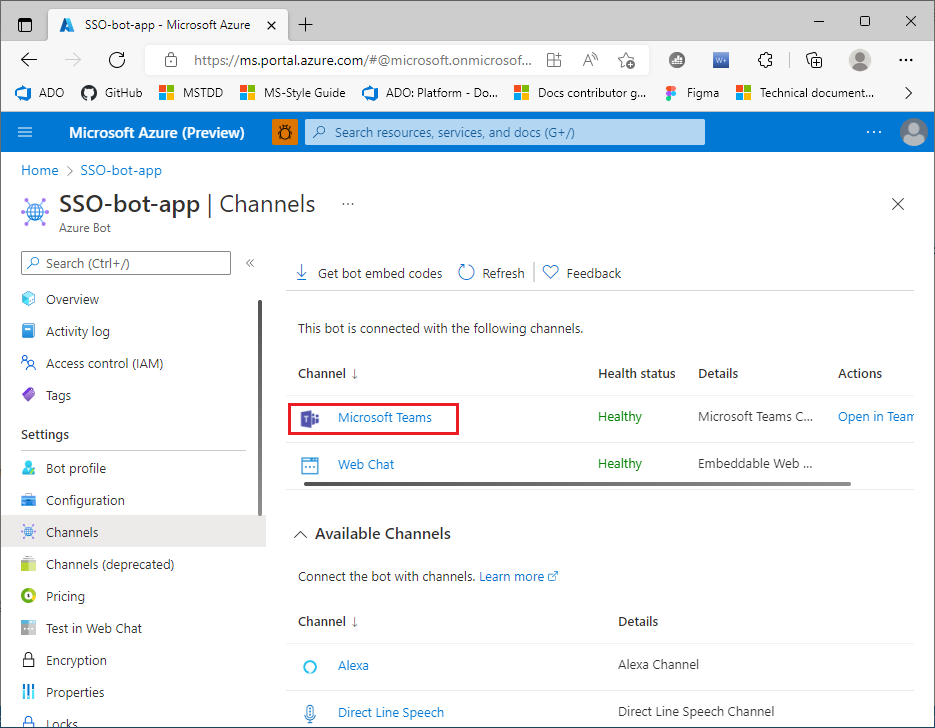 SSO-bot-app - Microsoft Azure
https://ms.portal.azure.com/#@microsoft.onmicrosof...
ADO GitHub MSTDD MS-Style Guide ADO: Platform - Do... Docs contributor g... Figma Technical document...
Microsoft Azure (Preview) Search resources, services, and docs (G+/)
Home > SSO-bot-app
SSO-bot-app | Channels ...
Azure Bot
Search (Ctrl+/)
Overview
Activity log
Access control (IAM)
Tags
Settings
Bot profile
Configuration
Channels
Channels (deprecated)
Pricing
Test in Web Chat
Encryption
Properties
Locks
Get bot embed codes Refresh Feedback
This bot is connected with the following channels.
Channel ↓ Health status Details Actions
Microsoft Teams Healthy Microsoft Teams C... Open in Team
Web Chat Healthy Embeddable Web ...
Available Channels
Connect the bot with channels. Learn more
Channel ↓ Details
Alexa Alexa Channel
Direct Line Speech Direct Line Speech Channel